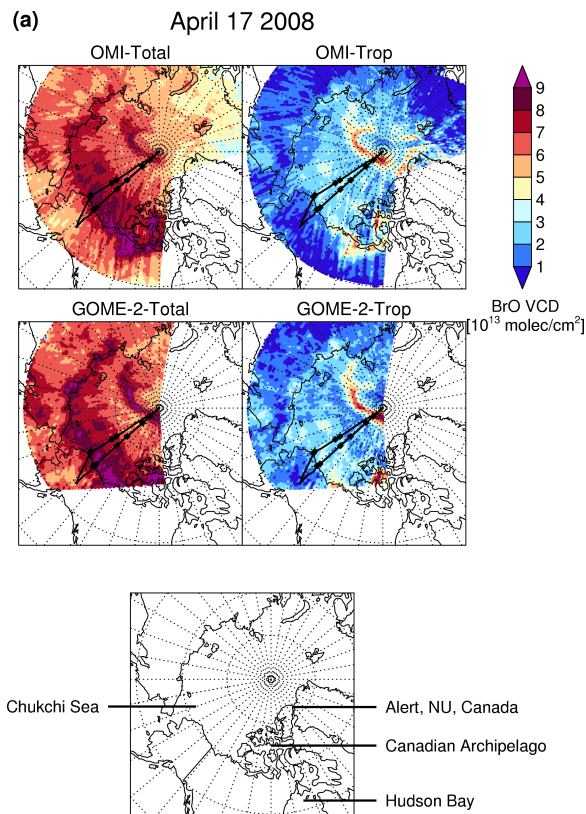 (a)
April 17 2008
OMI-Total
OMI-Trop
9
8
7
6
5
4
3
2
1
GOME-2-Total
GOME-2-Trop
BrO VCD
[10¹³ molec/cm²]
Chukchi Sea
Alert, NU, Canada
Canadian Archipelago
Hudson Bay